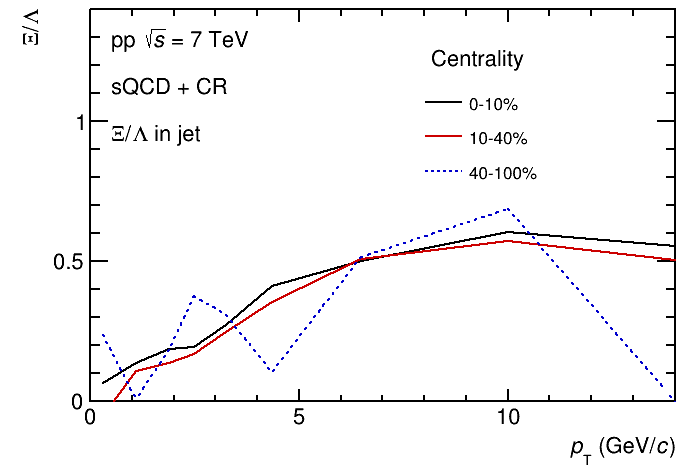 Ξ/Λ
pp √s = 7 TeV
sQCD + CR
Ξ/Λ in jet
Centrality
0-10%
10-40%
40-100%
1
0.5
0
0 5 10
pT (GeV/c)